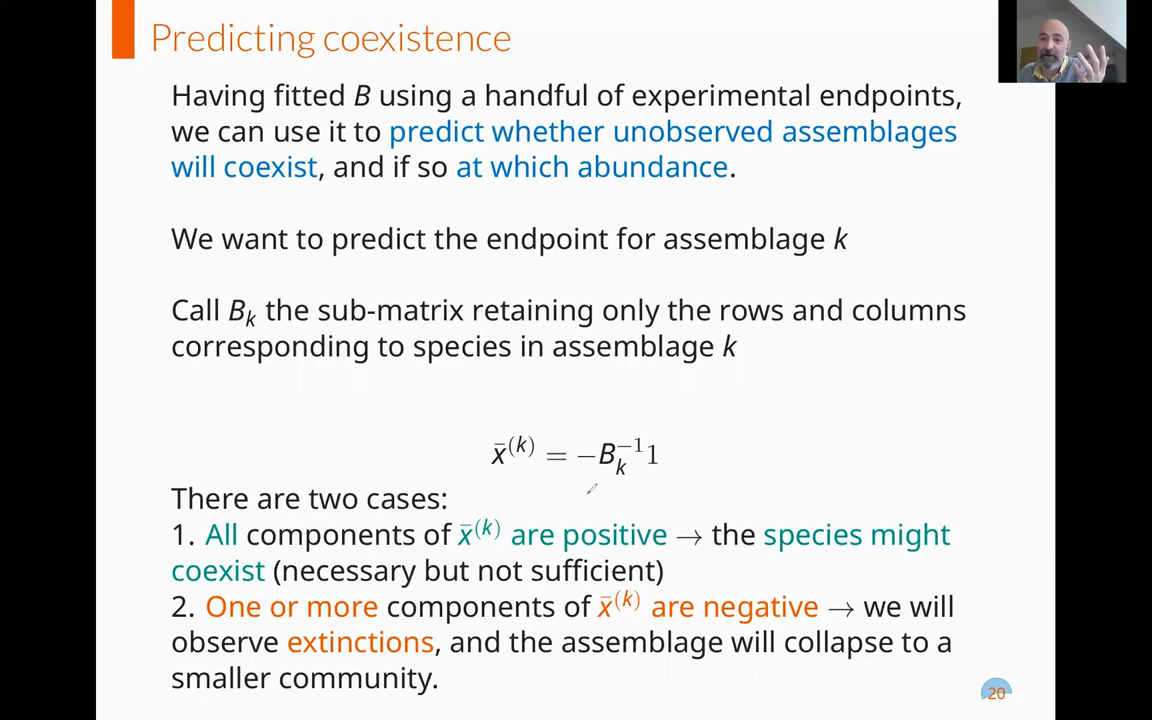 Predicting coexistence
Having fitted B using a handful of experimental endpoints,
we can use it to predict whether unobserved assemblages
will coexist, and if so at which abundance.
We want to predict the endpoint for assemblage k
Call Bₖ the sub-matrix retaining only the rows and columns
corresponding to species in assemblage k
x̄⁽ᵏ⁾ = −Bₖ⁻¹1
There are two cases:
1. All components of x̄⁽ᵏ⁾ are positive → the species might
coexist (necessary but not sufficient)
2. One or more components of x̄⁽ᵏ⁾ are negative → we will
observe extinctions, and the assemblage will collapse to a
smaller community.
20